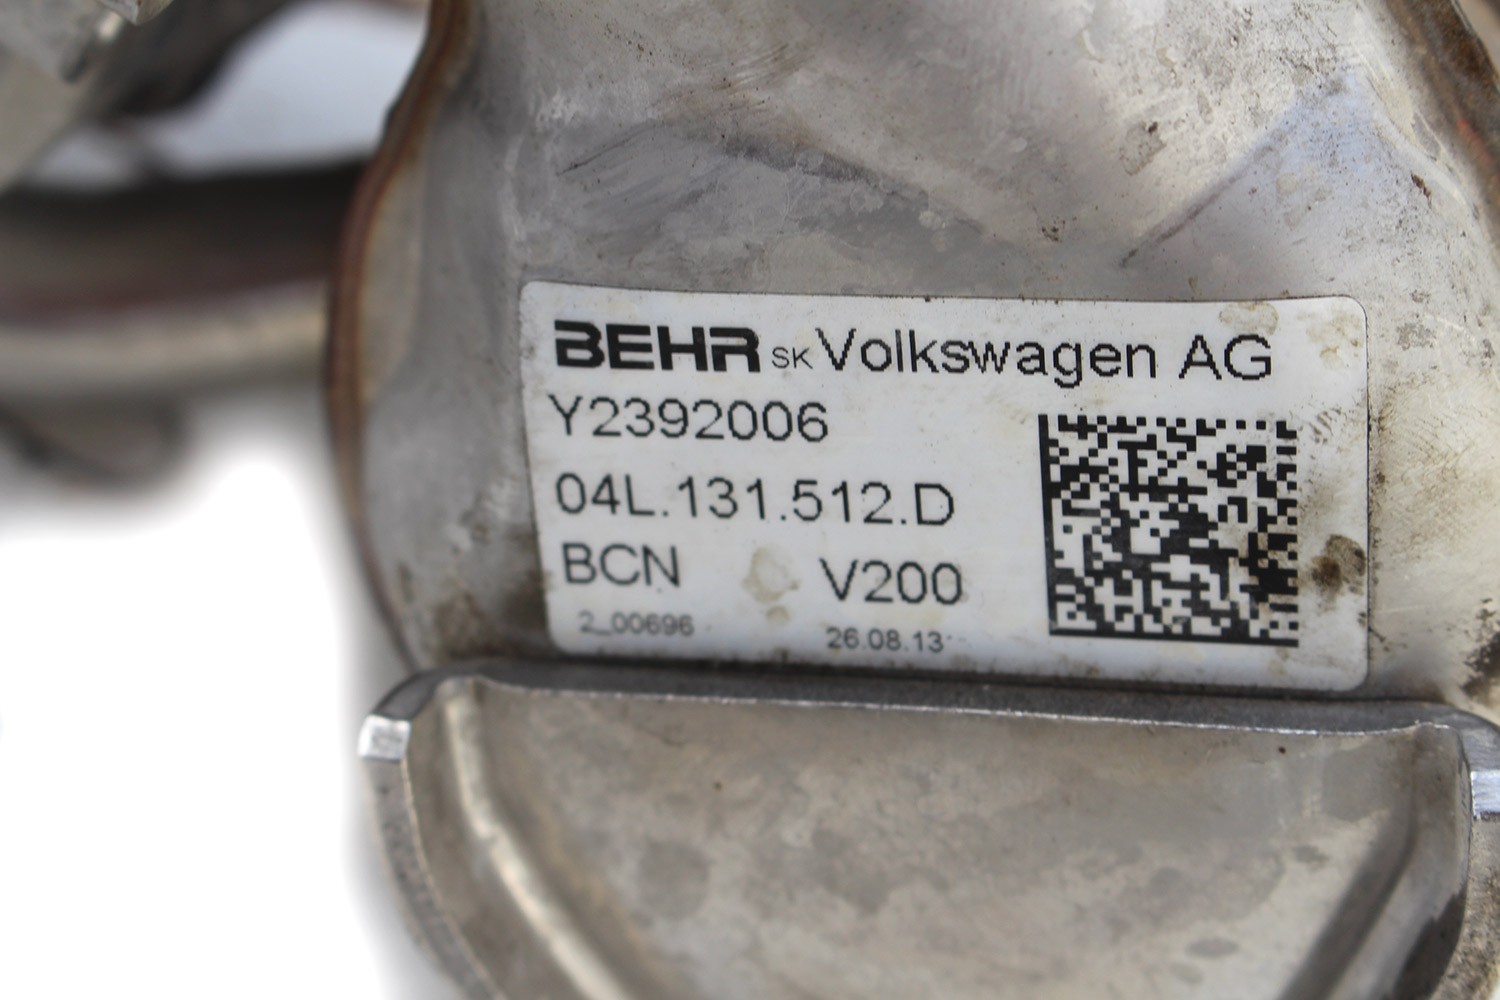 BEHR SK Volkswagen AG
Y2392006
04L.131.512.D
BCN V200
2_00696 26.08.13